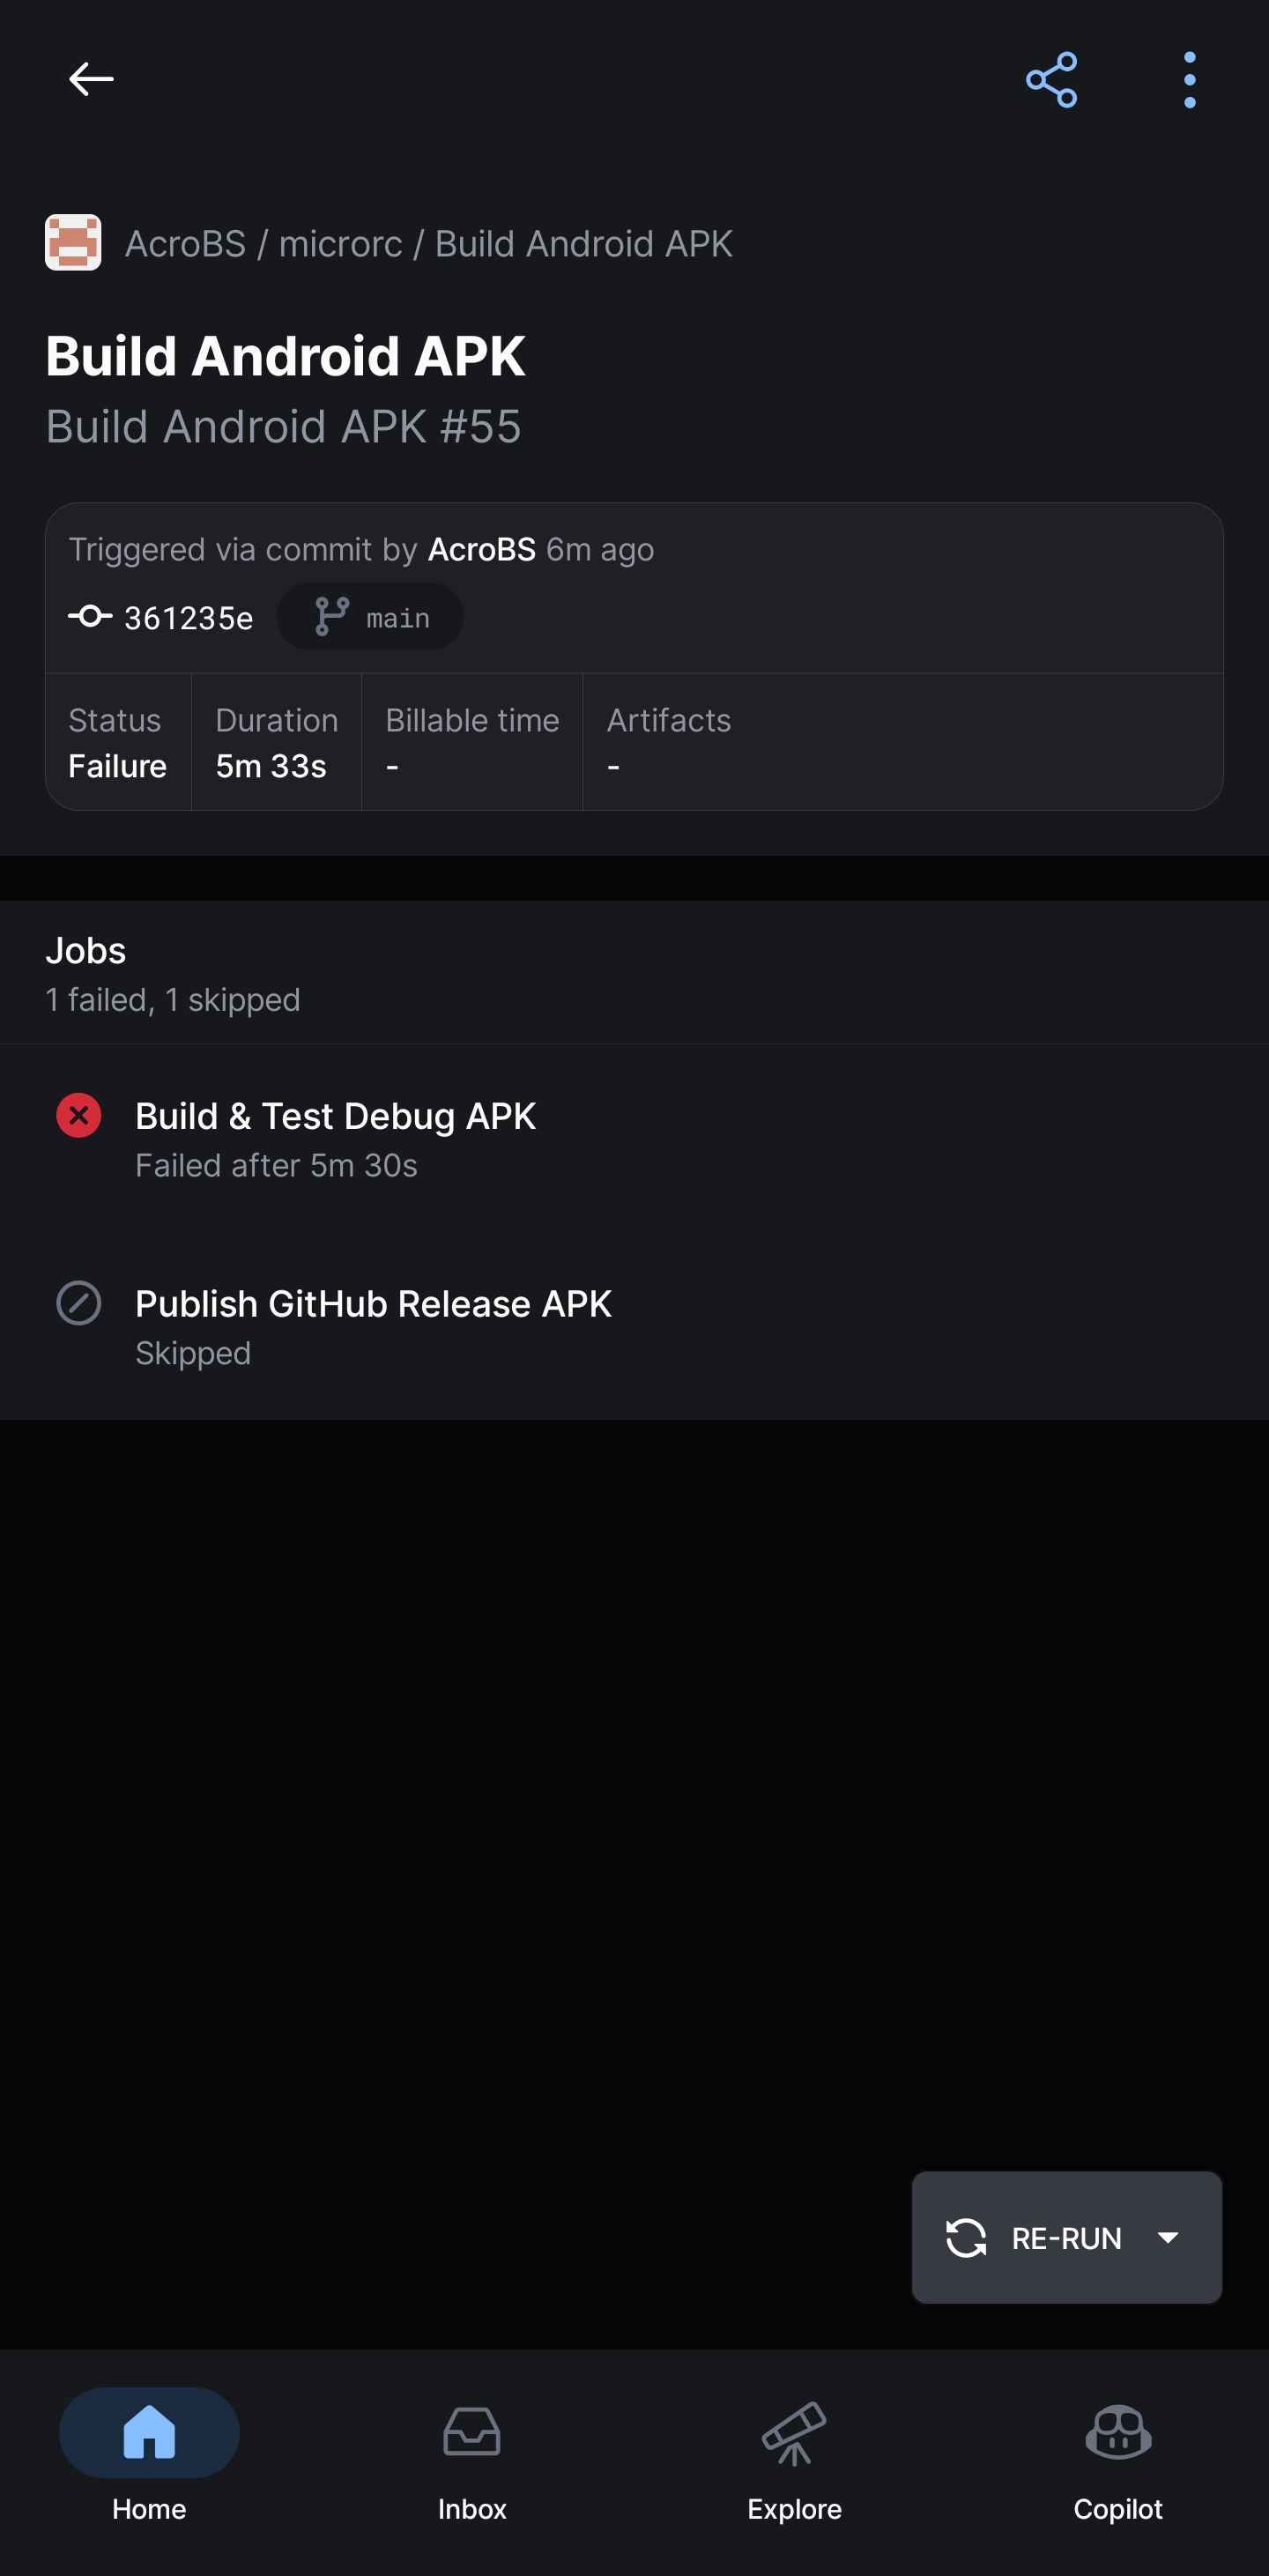 AcroBS / microrc / Build Android APK
Build Android APK
Build Android APK #55
Triggered via commit by AcroBS 6m ago
361235e main
Status Duration Billable time Artifacts
Failure 5m 33s - -
Jobs
1 failed, 1 skipped
Build & Test Debug APK
Failed after 5m 30s
Publish GitHub Release APK
Skipped
RE-RUN
Home Inbox Explore Copilot